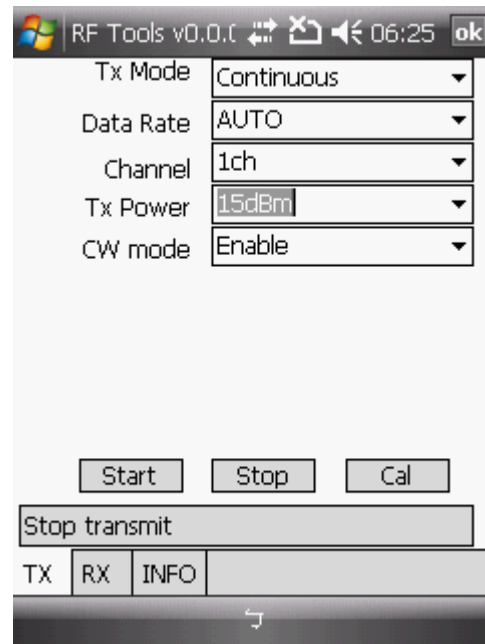 RF Tools v0.0.( 06:25 ok
Tx Mode Continuous
Data Rate AUTO
Channel 1ch
Tx Power 15dBm
CW mode Enable
Start Stop Cal
Stop transmit
TX RX INFO